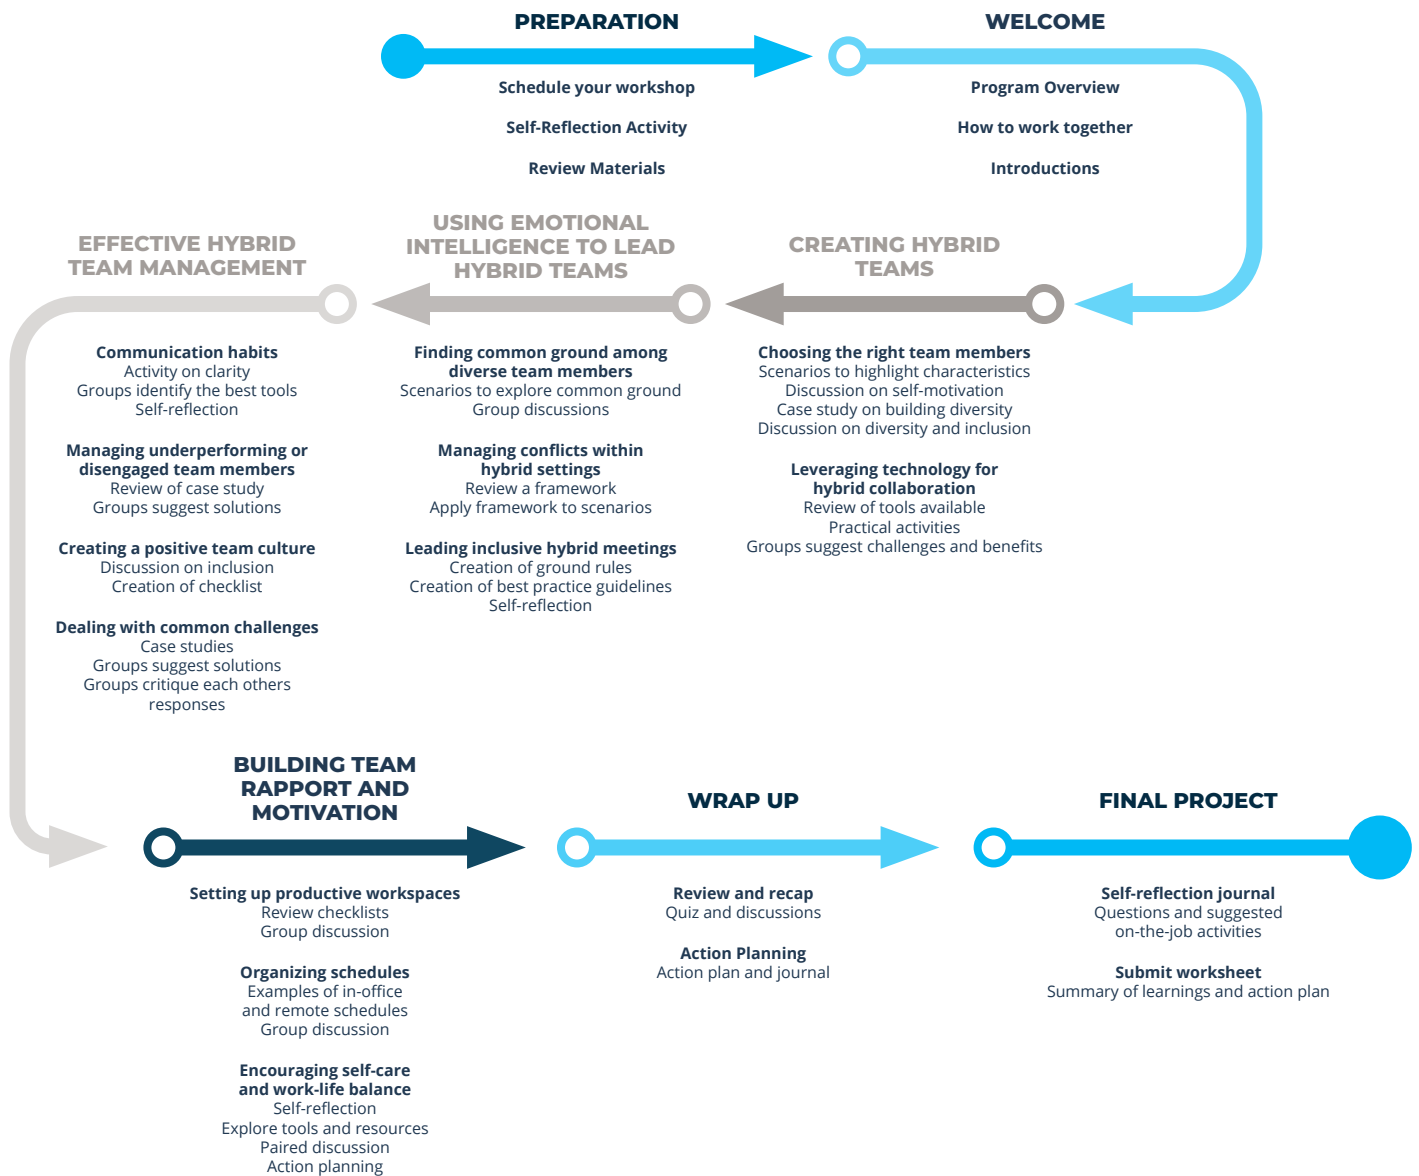 PREPARATION
Schedule your workshop
Self-Reflection Activity
Review Materials
WELCOME
Program Overview
How to work together
Introductions
CREATING HYBRID
TEAMS
Choosing the right team members
Scenarios to highlight characteristics
Discussion on self-motivation
Case study on building diversity
Discussion on diversity and inclusion
Leveraging technology for
hybrid collaboration
Review of tools available
Practical activities
Groups suggest challenges and benefits
USING EMOTIONAL
INTELLIGENCE TO LEAD
HYBRID TEAMS
Finding common ground among
diverse team members
Scenarios to explore common ground
Group discussions
Managing conflicts within
hybrid settings
Review a framework
Apply framework to scenarios
Leading inclusive hybrid meetings
Creation of ground rules
Creation of best practice guidelines
Self-reflection
EFFECTIVE HYBRID
TEAM MANAGEMENT
Communication habits
Activity on clarity
Groups identify the best tools
Self-reflection
Managing underperforming or
disengaged team members
Review of case study
Groups suggest solutions
Creating a positive team culture
Discussion on inclusion
Creation of checklist
Dealing with common challenges
Case studies
Groups suggest solutions
Groups critique each others
responses
BUILDING TEAM
RAPPORT AND
MOTIVATION
Setting up productive workspaces
Review checklists
Group discussion
Organizing schedules
Examples of in-office
and remote schedules
Group discussion
Encouraging self-care
and work-life balance
Self-reflection
Explore tools and resources
Paired discussion
Action planning
WRAP UP
Review and recap
Quiz and discussions
Action Planning
Action plan and journal
FINAL PROJECT
Self-reflection journal
Questions and suggested
on-the-job activities
Submit worksheet
Summary of learnings and action plan